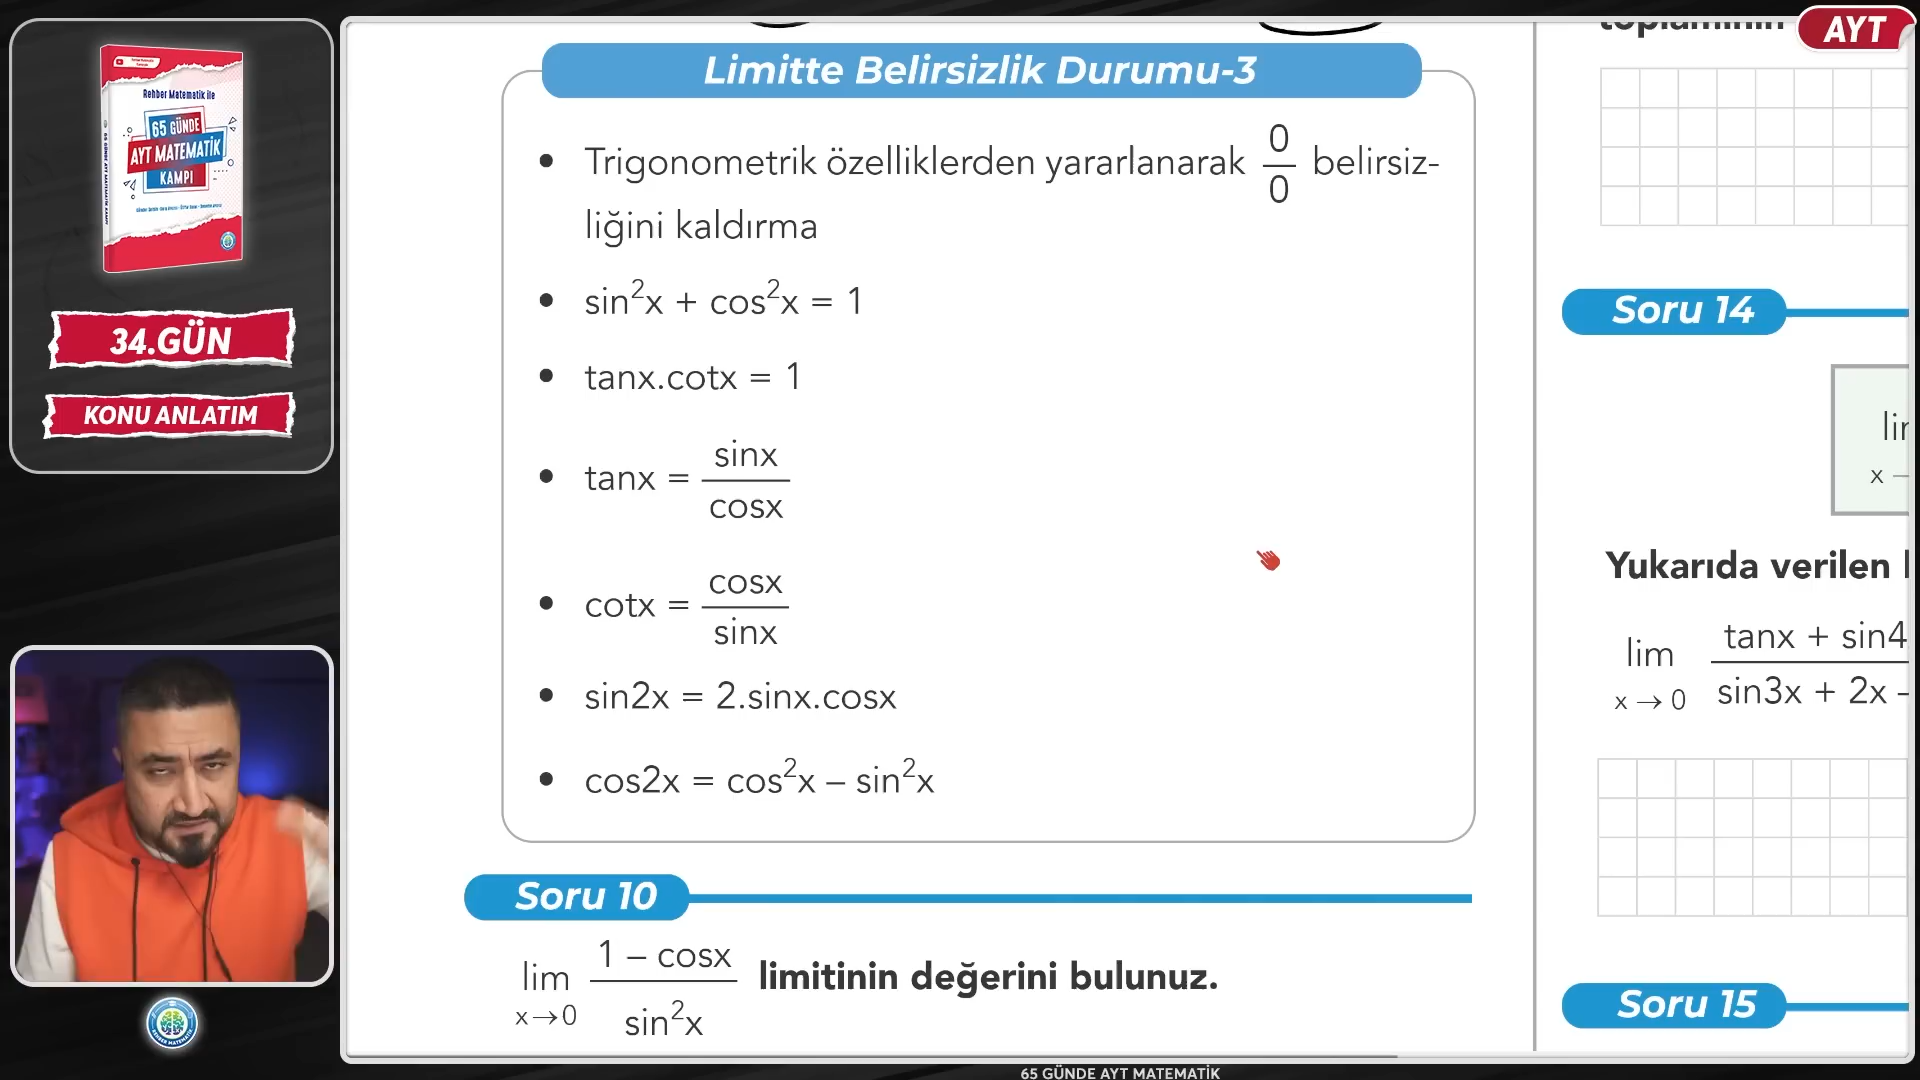 Rehber Matematik ile
65 GÜNDE
AYT MATEMATİK
KAMPI
34.GÜN
KONU ANLATIM
Limitte Belirsizlik Durumu-3
• Trigonometrik özelliklerden yararlanarak 0/0 belirsiz-
liğini kaldırma
• sin²x + cos²x = 1
• tanx.cotx = 1
• tanx = sinx/cosx
• cotx = cosx/sinx
• sin2x = 2.sinx.cosx
• cos2x = cos²x – sin²x
Soru 10
lim x→0 (1 – cosx)/(sin²x) limitinin değerini bulunuz.
AYT
Soru 14
x →
Yukarıda verilen
lim x → 0 (tanx + sin4)/(sin3x + 2x -
Soru 15
65 GÜNDE AYT MATEMATİK